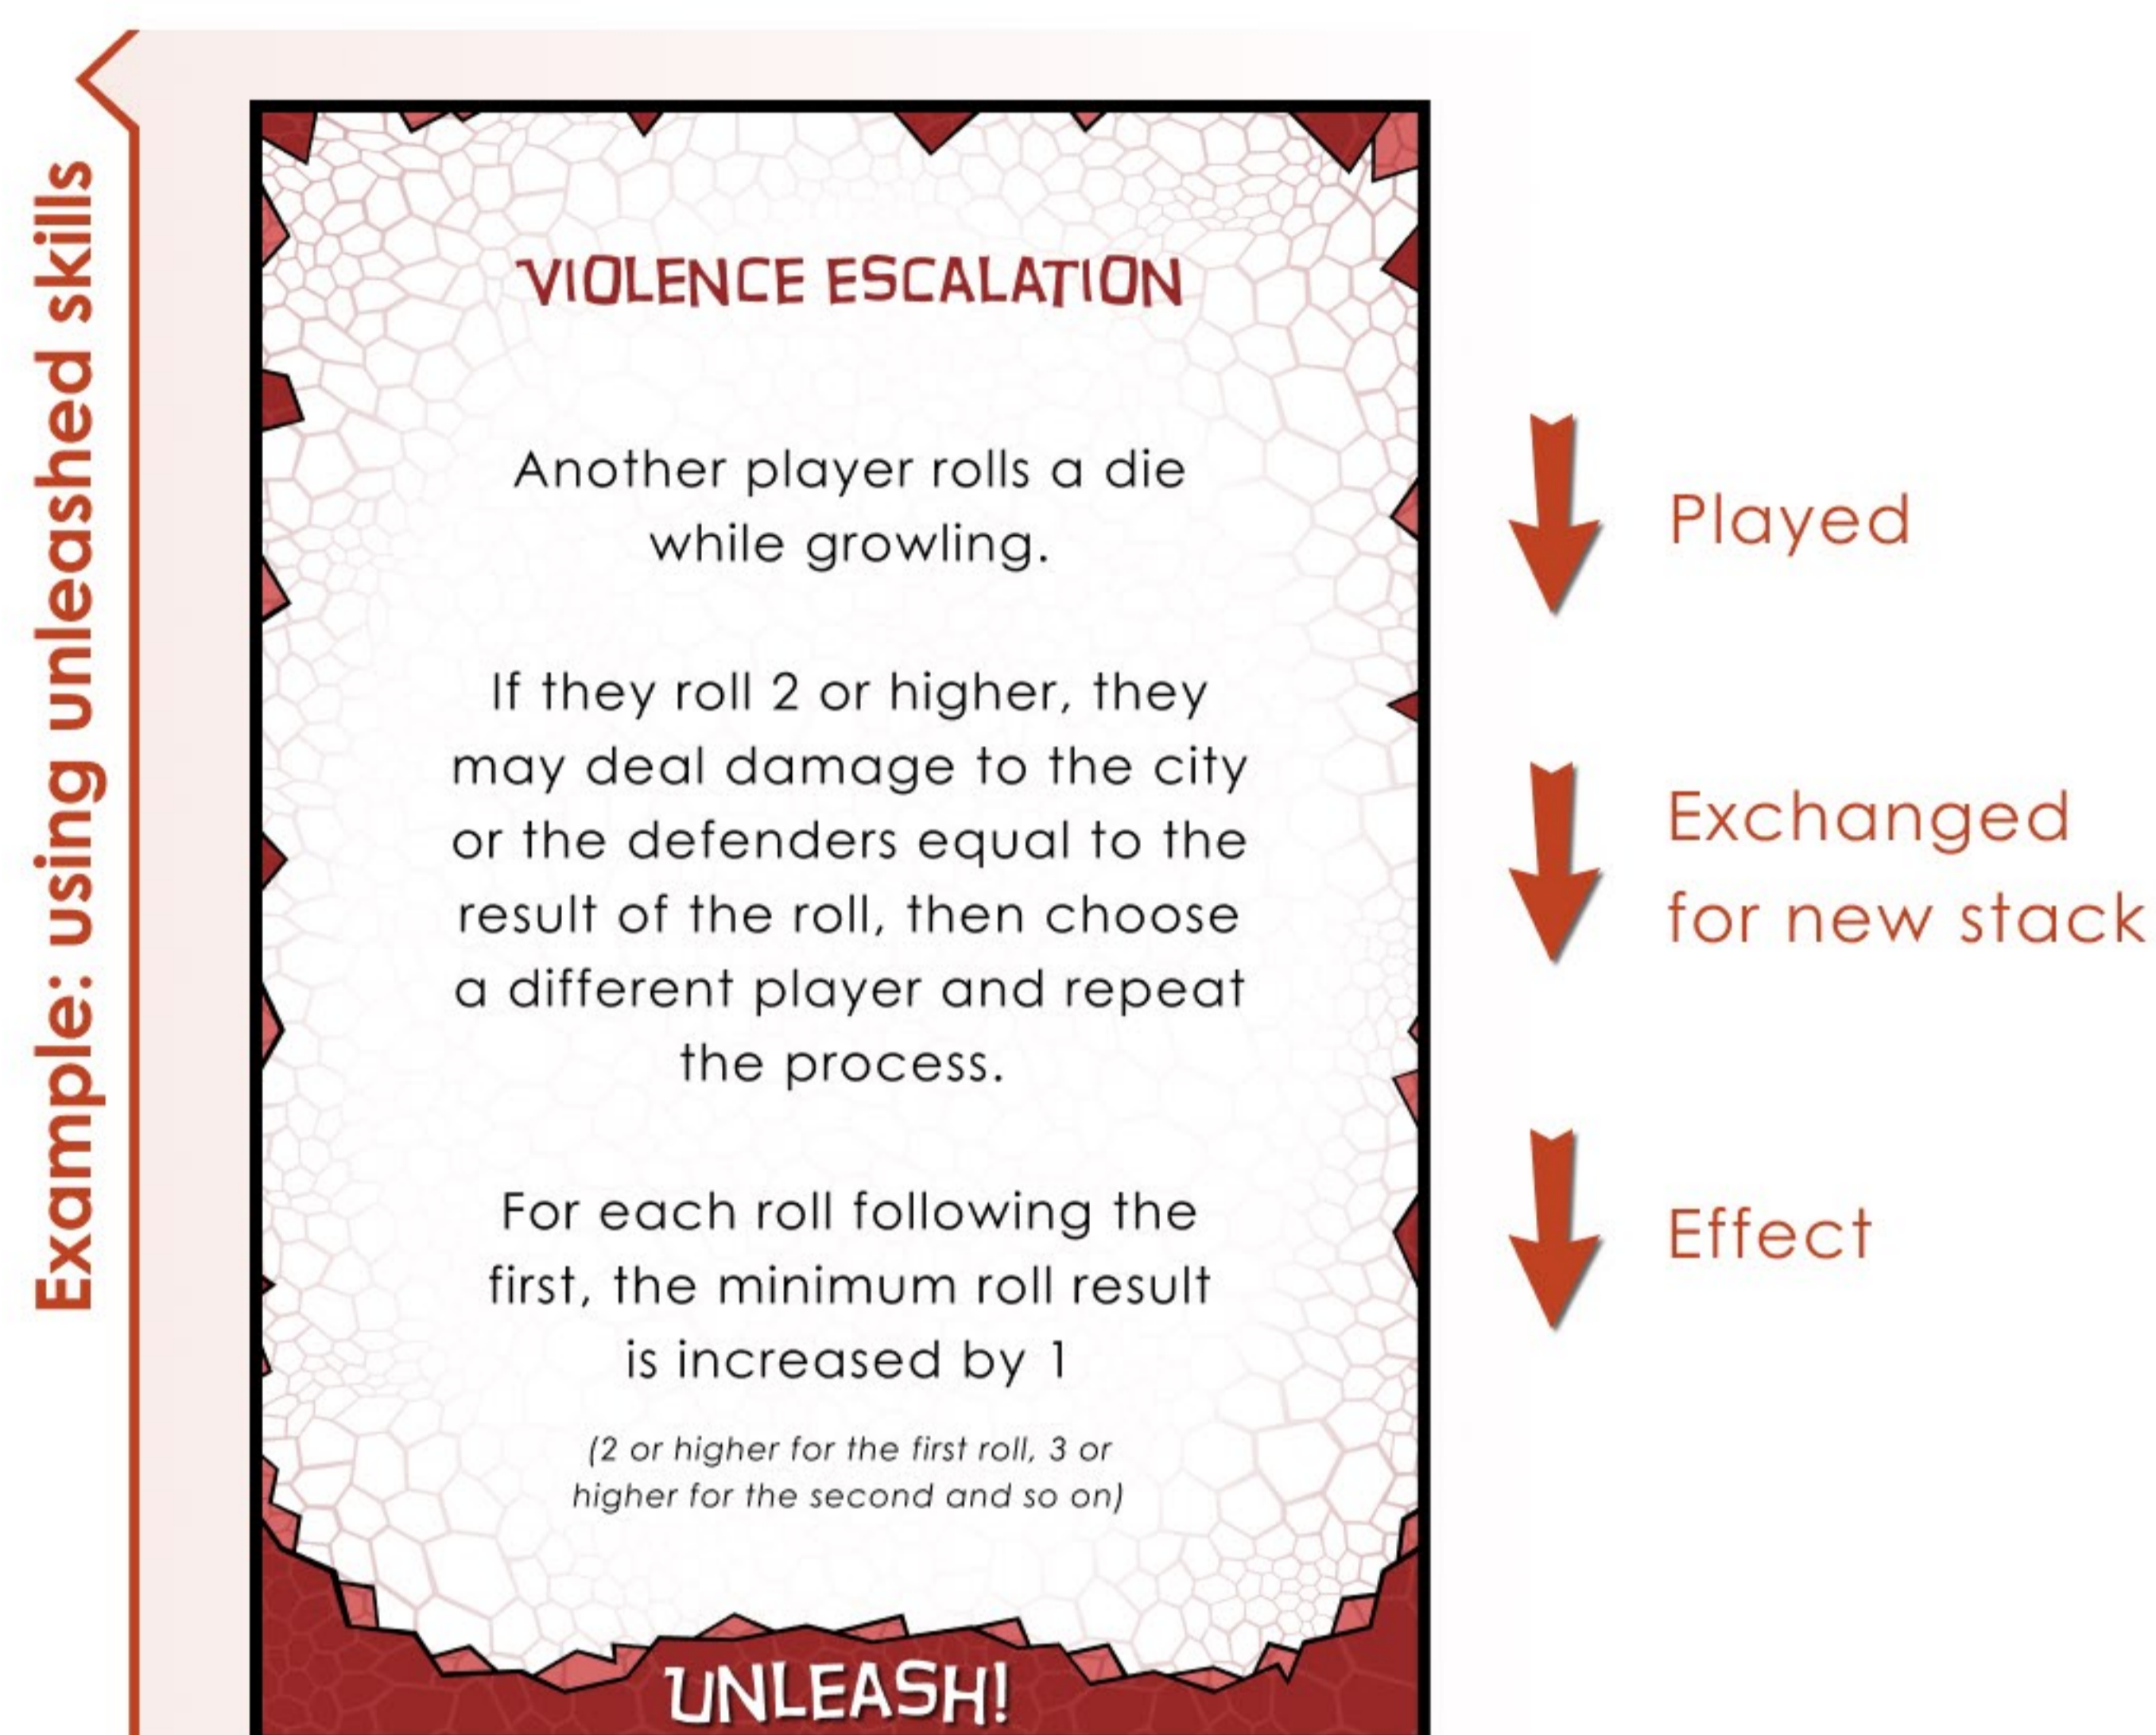 Example: using unleashed skills
VIOLENCE ESCALATION
Another player rolls a die
while growling.
If they roll 2 or higher, they
may deal damage to the city
or the defenders equal to the
result of the roll, then choose
a different player and repeat
the process.
For each roll following the
first, the minimum roll result
is increased by 1
(2 or higher for the first roll, 3 or
higher for the second and so on)
UNLEASH!
Played
Exchanged
for new stack
Effect